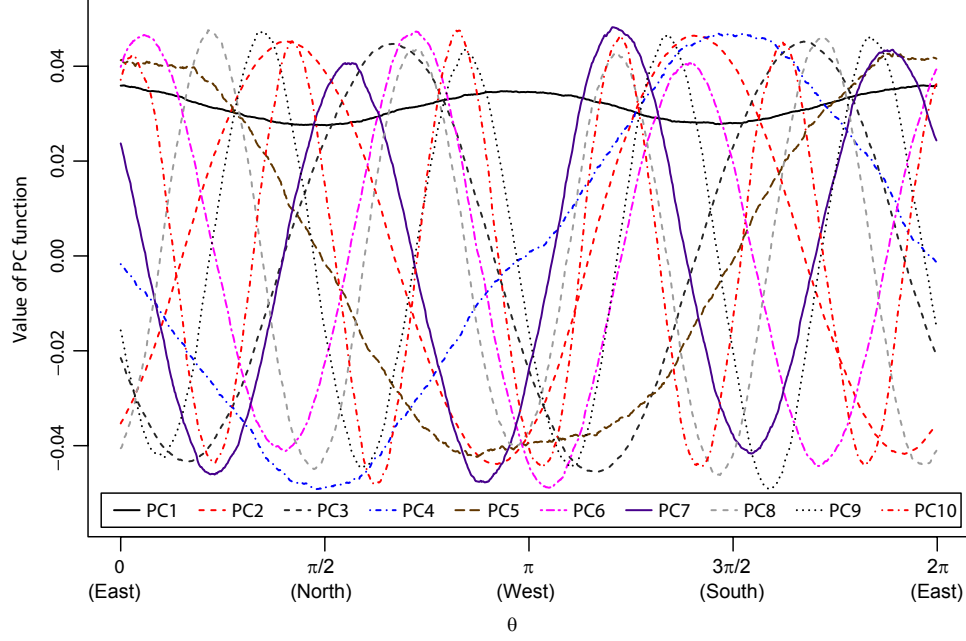 Value of PC function
0.04
0.02
0.00
−0.02
−0.04
PC1 PC2 PC3 PC4 PC5 PC6 PC7 PC8 PC9 PC10
0 π/2 π 3π/2 2π
(East) (North) (West) (South) (East)
θ